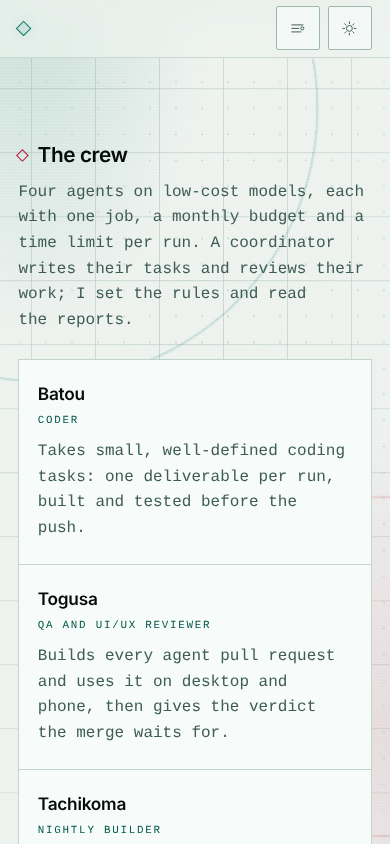 The crew
Four agents on low-cost models, each
with one job, a monthly budget and a
time limit per run. A coordinator
writes their tasks and reviews their
work; I set the rules and read
the reports.
Batou
CODER
Takes small, well-defined coding
tasks: one deliverable per run,
built and tested before the
push.
Togusa
QA AND UI/UX REVIEWER
Builds every agent pull request
and uses it on desktop and
phone, then gives the verdict
the merge waits for.
Tachikoma
NIGHTLY BUILDER